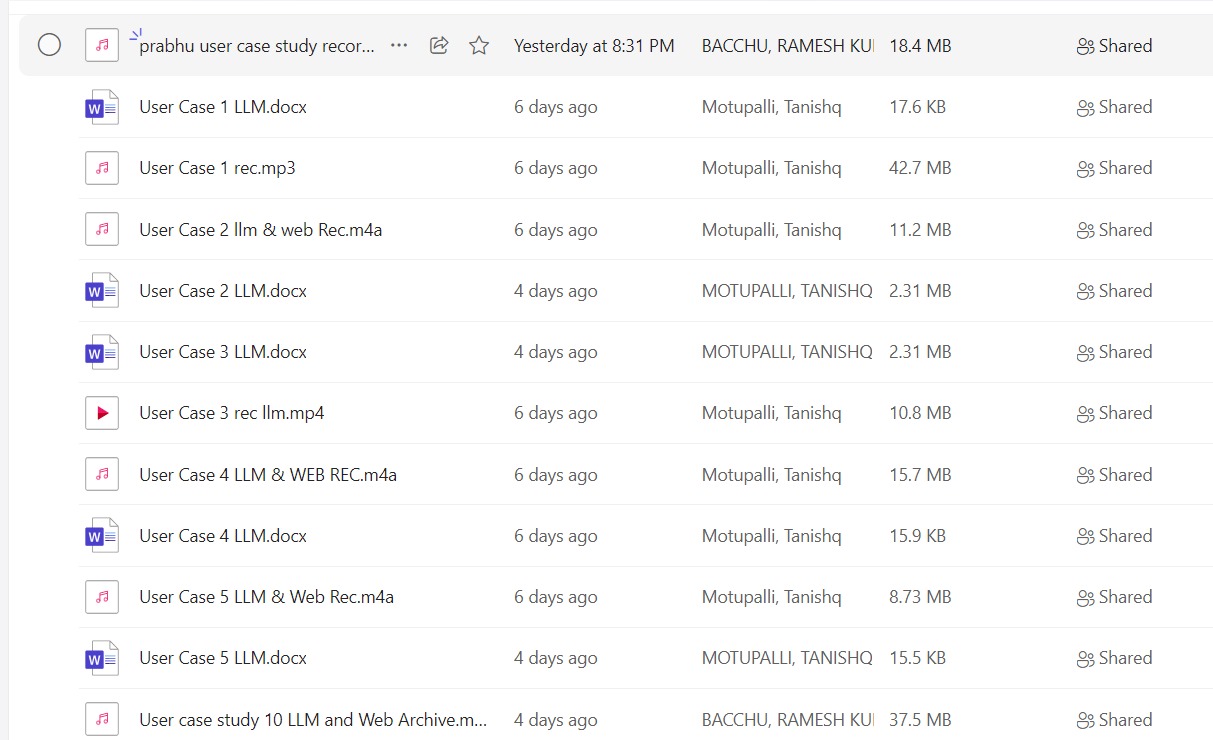 prabhu user case study recor... ... Yesterday at 8:31 PM BACCHU, RAMESH KU 18.4 MB Shared
W User Case 1 LLM.docx 6 days ago Motupalli, Tanishq 17.6 KB Shared
User Case 1 rec.mp3 6 days ago Motupalli, Tanishq 42.7 MB Shared
User Case 2 llm & web Rec.m4a 6 days ago Motupalli, Tanishq 11.2 MB Shared
W User Case 2 LLM.docx 4 days ago MOTUPALLI, TANISHQ 2.31 MB Shared
W User Case 3 LLM.docx 4 days ago MOTUPALLI, TANISHQ 2.31 MB Shared
User Case 3 rec llm.mp4 6 days ago Motupalli, Tanishq 10.8 MB Shared
User Case 4 LLM & WEB REC.m4a 6 days ago Motupalli, Tanishq 15.7 MB Shared
W User Case 4 LLM.docx 6 days ago Motupalli, Tanishq 15.9 KB Shared
User Case 5 LLM & Web Rec.m4a 6 days ago Motupalli, Tanishq 8.73 MB Shared
W User Case 5 LLM.docx 4 days ago MOTUPALLI, TANISHQ 15.5 KB Shared
User case study 10 LLM and Web Archive.m... 4 days ago BACCHU, RAMESH KU 37.5 MB Shared